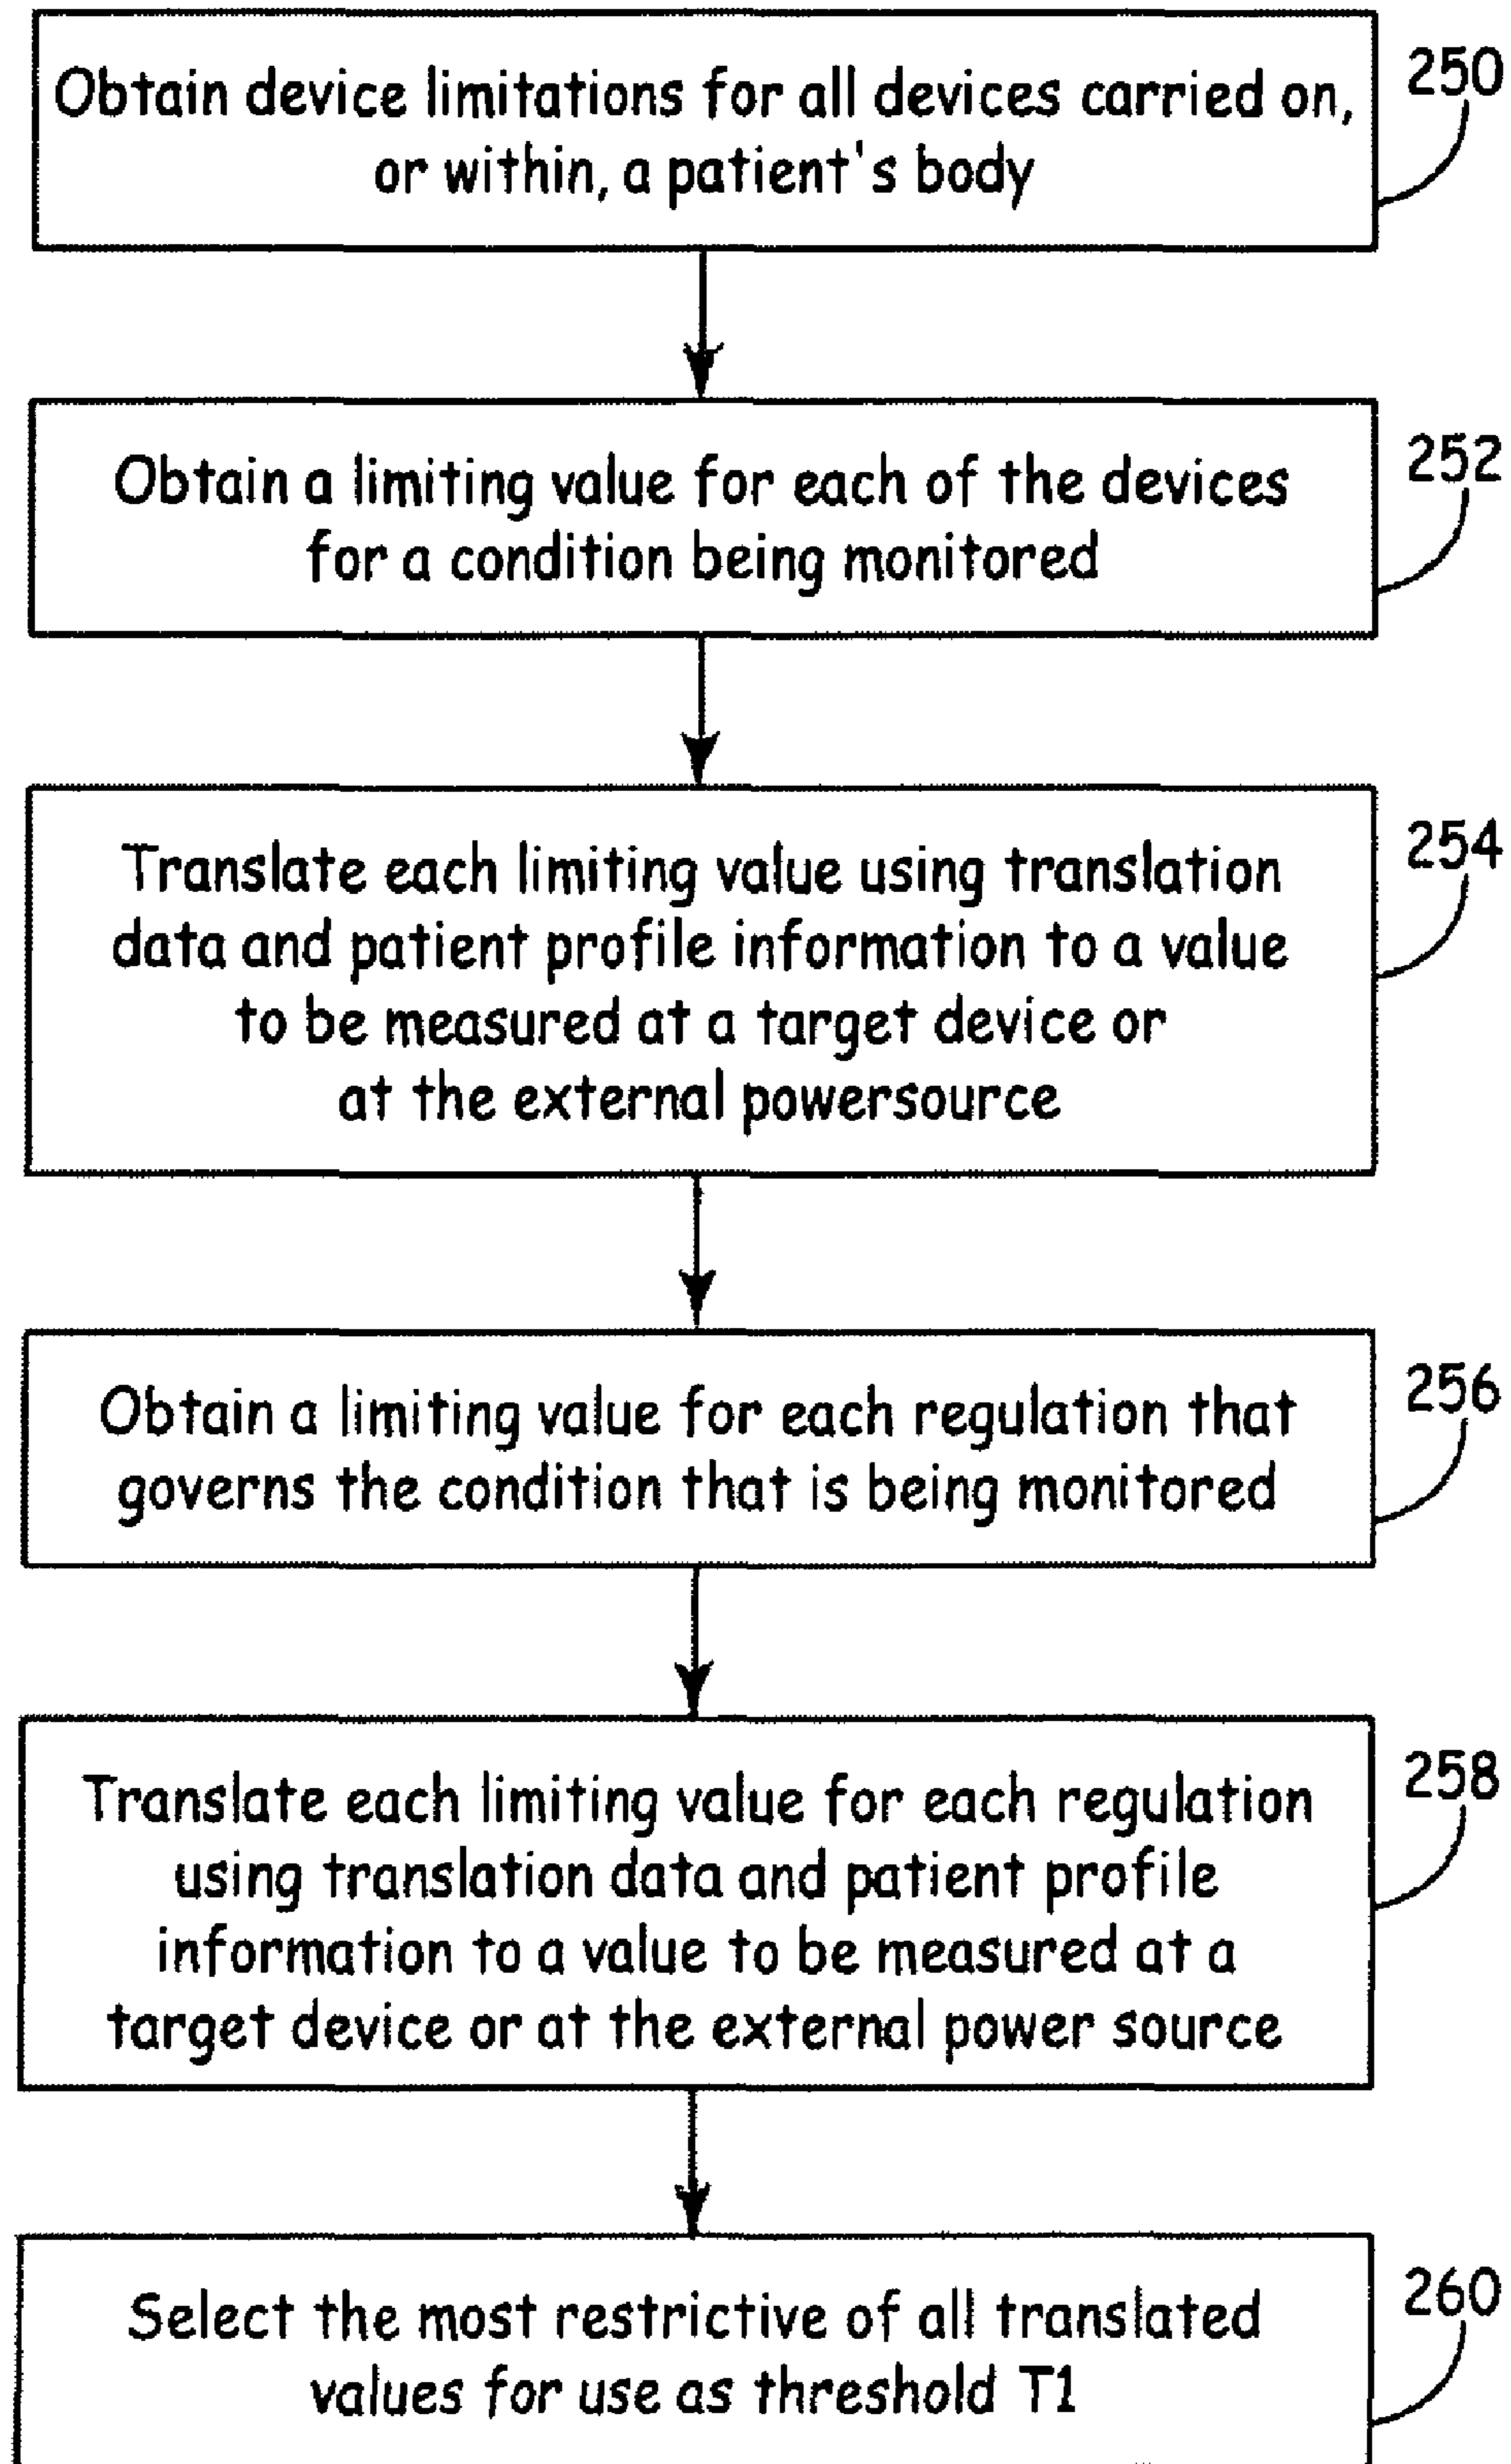 Obtain device limitations for all devices carried on,
or within, a patient's body
250
Obtain a limiting value for each of the devices
for a condition being monitored
252
Translate each limiting value using translation
data and patient profile information to a value
to be measured at a target device or
at the external powersource
254
Obtain a limiting value for each regulation that
governs the condition that is being monitored
256
Translate each limiting value for each regulation
using translation data and patient profile
information to a value to be measured at a
target device or at the external power source
258
Select the most restrictive of all translated
values for use as threshold T1
260